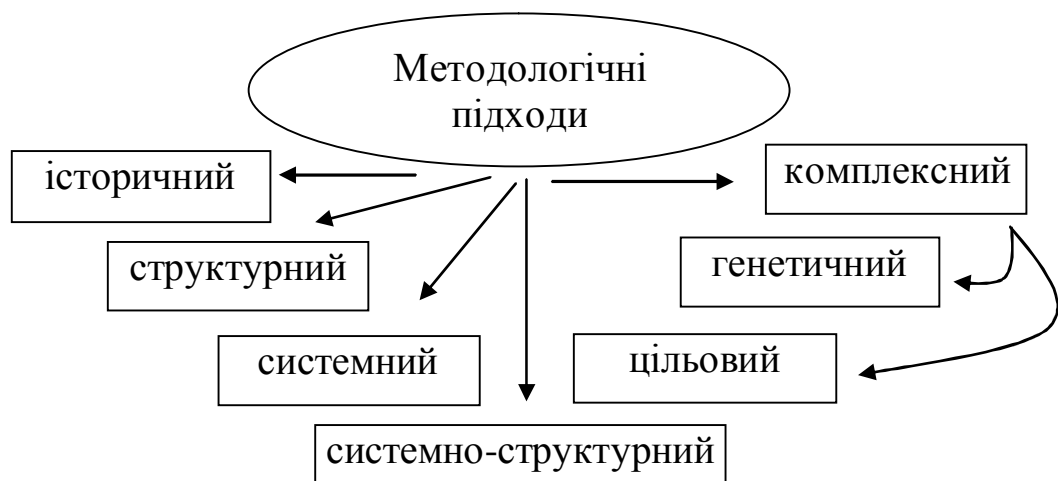 Методологічні
підходи
історичний
комплексний
структурний
генетичний
системний
цільовий
системно-структурний